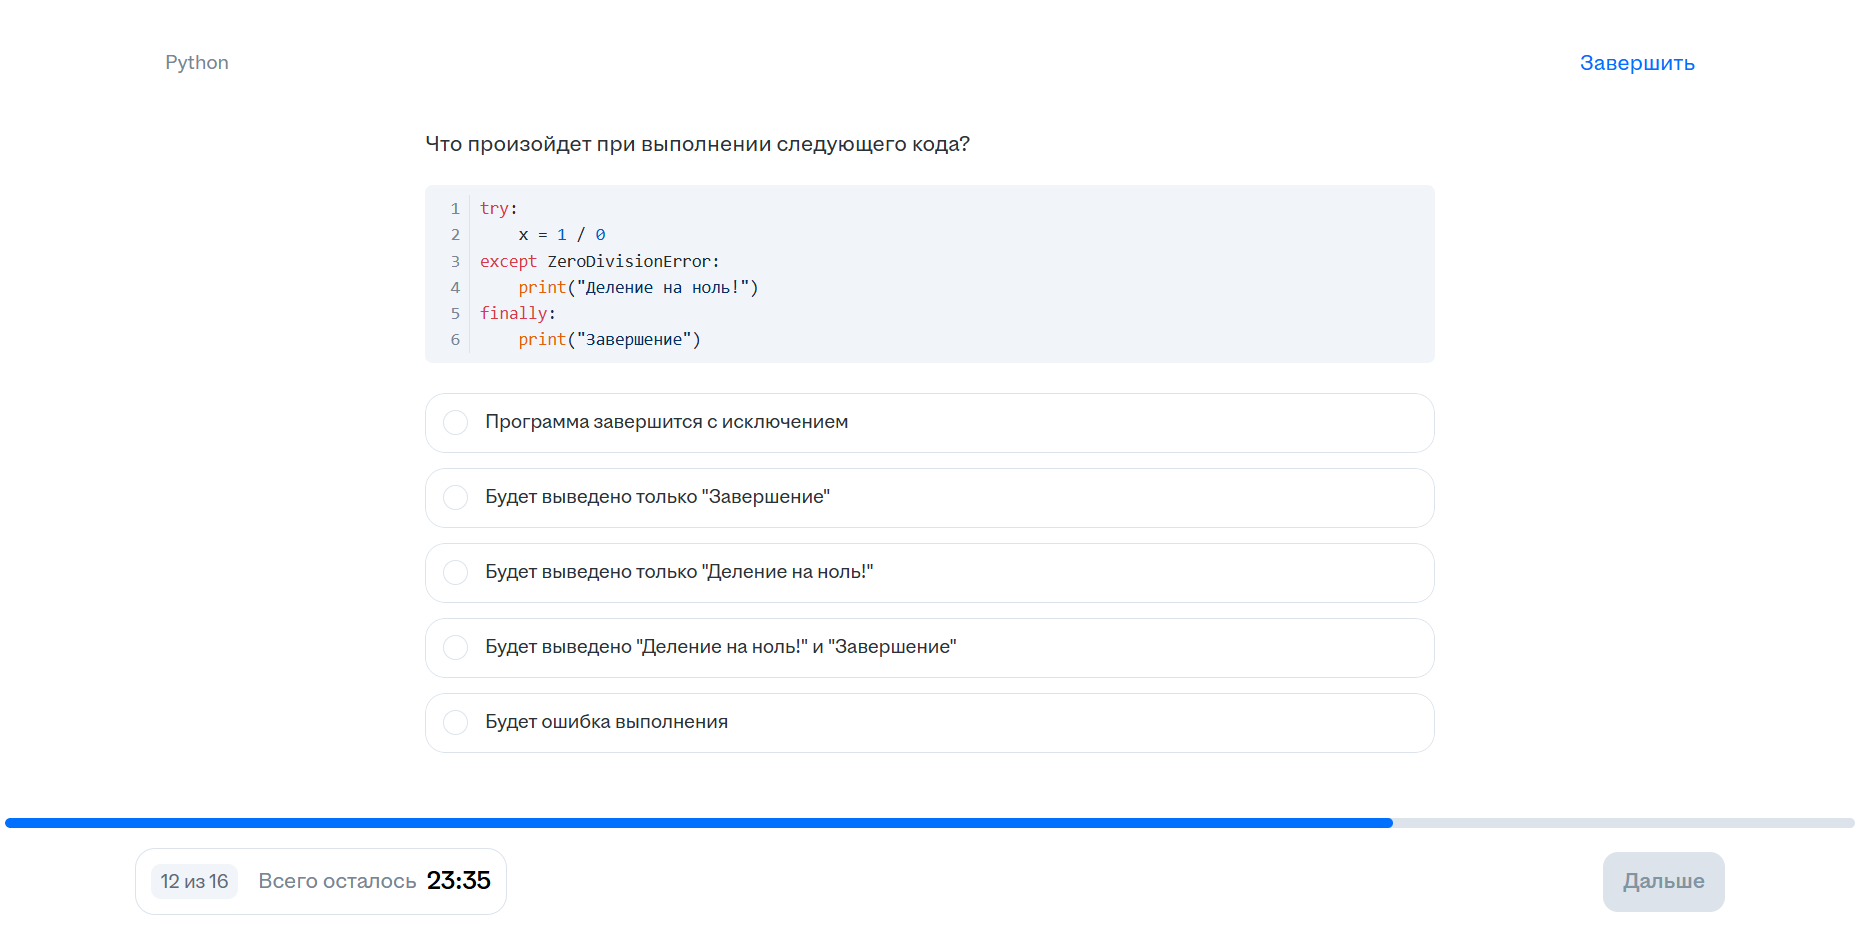 Python
Завершить
Что произойдет при выполнении следующего кода?
1 try:
2     x = 1 / 0
3 except ZeroDivisionError:
4     print("Деление на ноль!")
5 finally:
6     print("Завершение")
Программа завершится с исключением
Будет выведено только "Завершение"
Будет выведено только "Деление на ноль!"
Будет выведено "Деление на ноль!" и "Завершение"
Будет ошибка выполнения
12 из 16 Всего осталось 23:35
Дальше